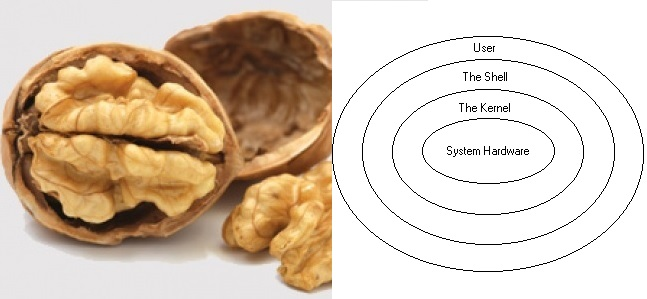 User
The Shell
The Kernel
System Hardware